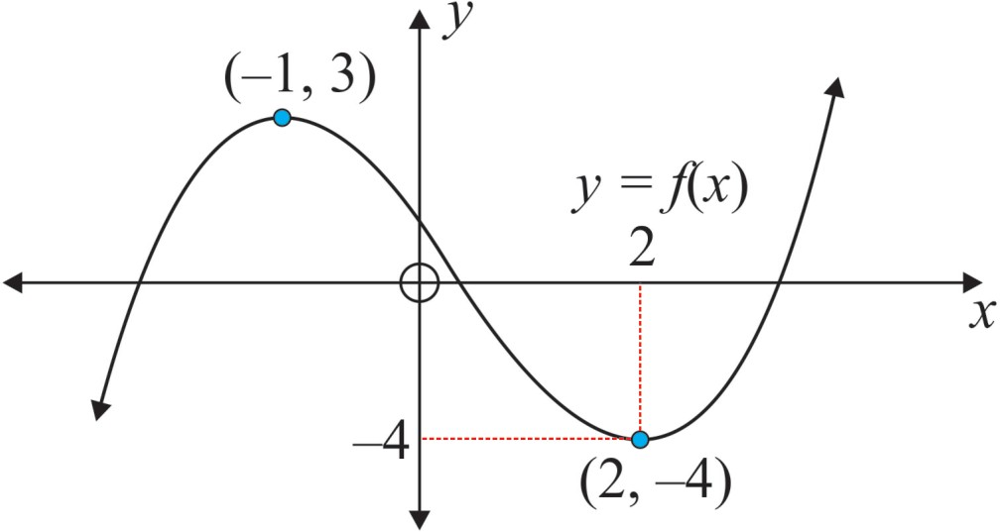 y
(–1, 3)
y = f(x)
2
x
–4
(2, –4)